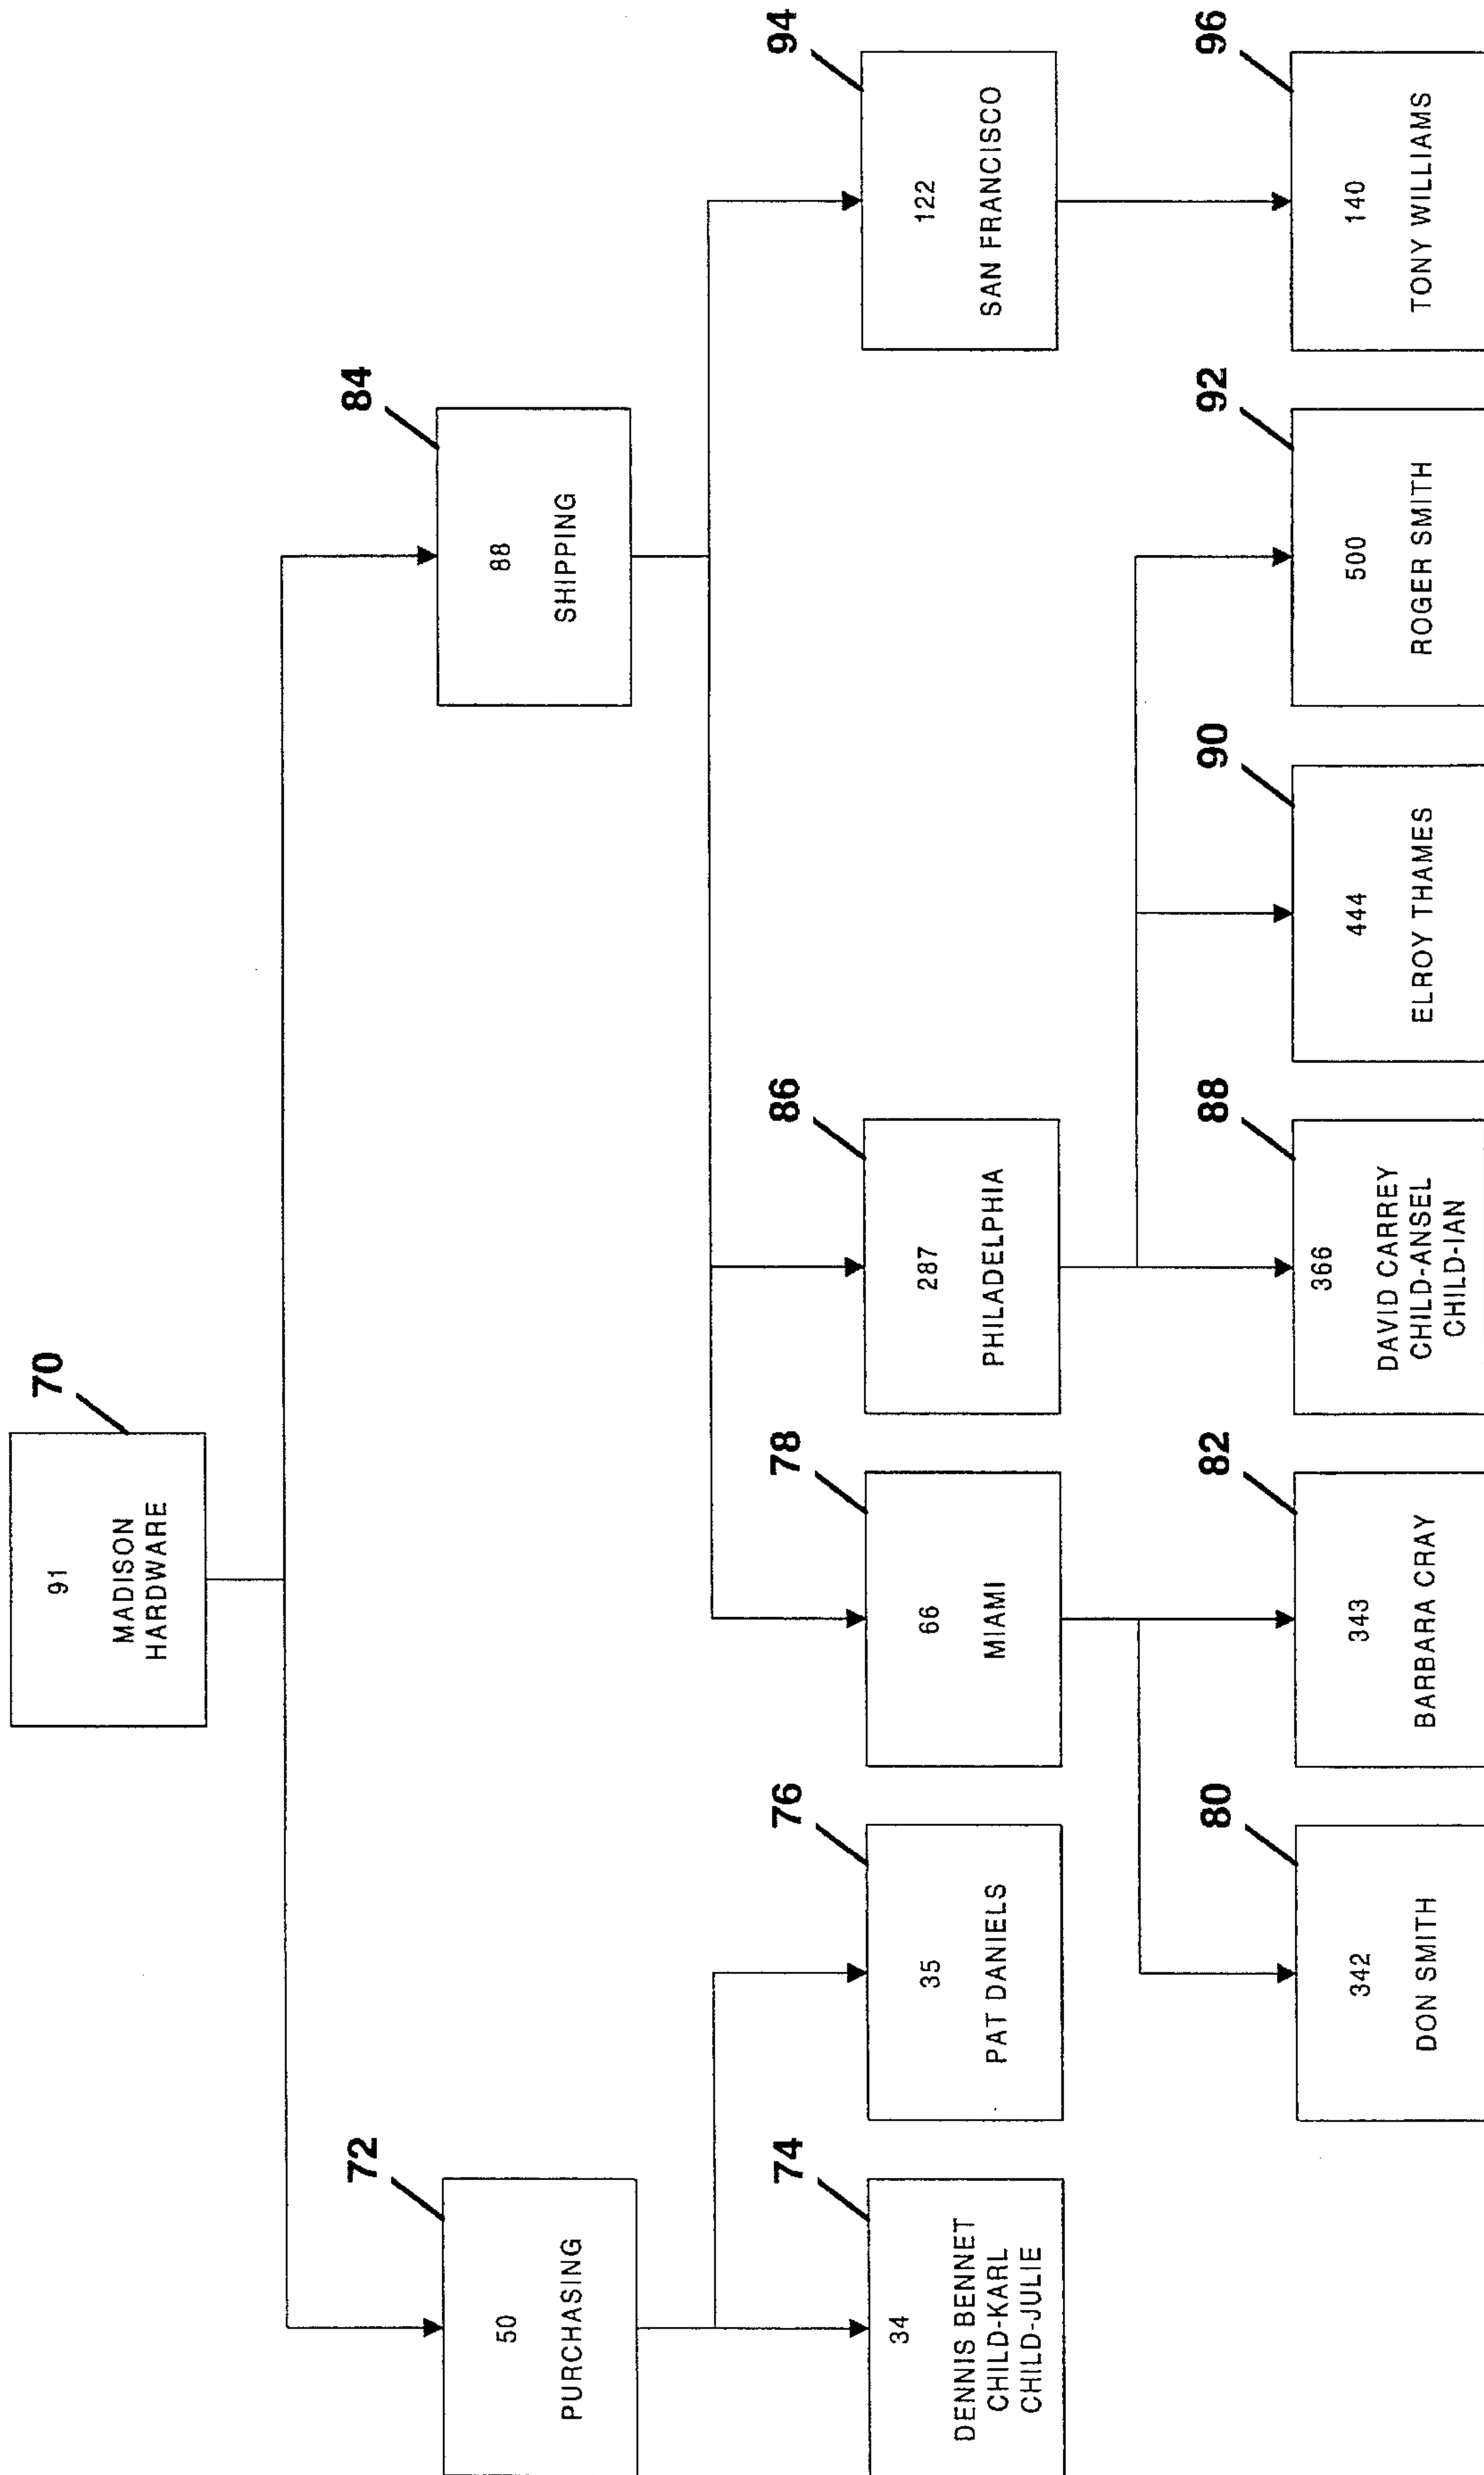 70
91
MADISON
HARDWARE
72
50
PURCHASING
84
88
SHIPPING
74
34
DENNIS BENNET
CHILD-KARL
CHILD-JULIE
76
35
PAT DANIELS
78
66
MIAMI
86
287
PHILADELPHIA
94
122
SAN FRANCISCO
80
342
DON SMITH
82
343
BARBARA CRAY
88
366
DAVID CARREY
CHILD-ANSEL
CHILD-IAN
90
444
ELROY THAMES
92
500
ROGER SMITH
96
140
TONY WILLIAMS